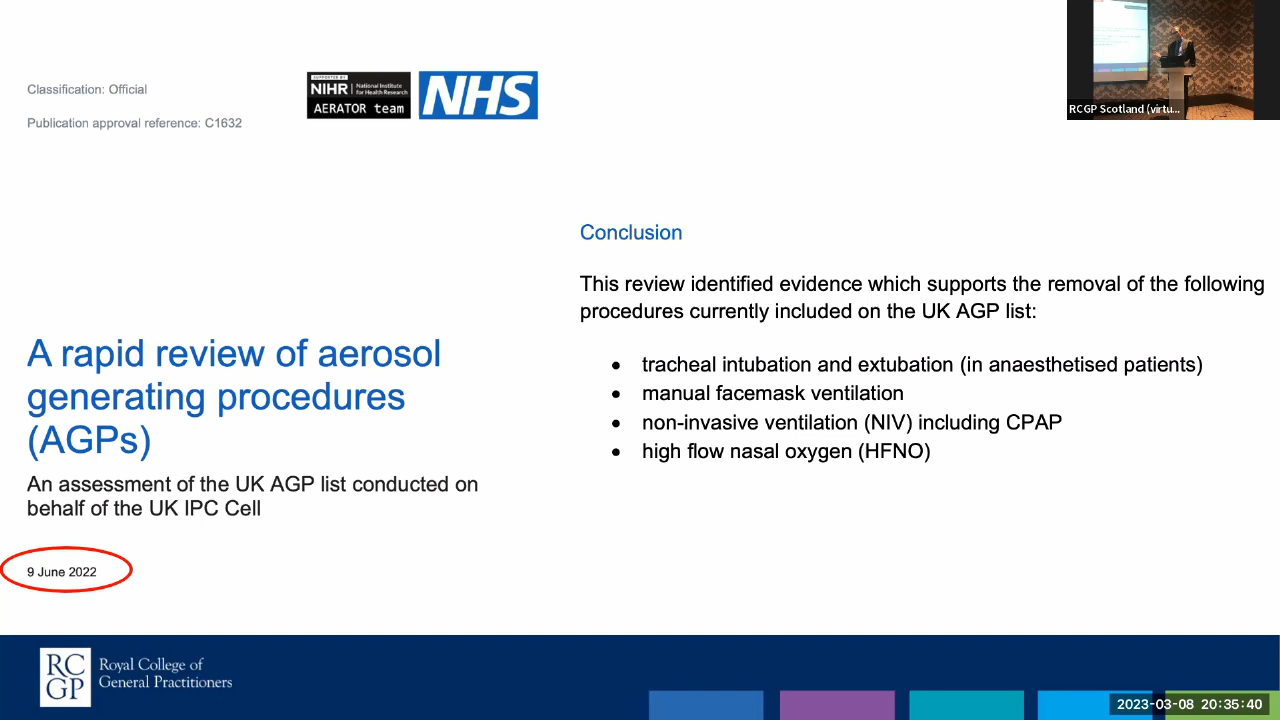 Classification: Official
Publication approval reference: C1632
SUPPORTED BY
NIHR | National Institute
for Health Research
AERATOR team
NHS
RCGP Scotland (virtu...
Conclusion
This review identified evidence which supports the removal of the following
procedures currently included on the UK AGP list:
• tracheal intubation and extubation (in anaesthetised patients)
• manual facemask ventilation
• non-invasive ventilation (NIV) including CPAP
• high flow nasal oxygen (HFNO)
A rapid review of aerosol
generating procedures
(AGPs)
An assessment of the UK AGP list conducted on
behalf of the UK IPC Cell
9 June 2022
RC
GP
Royal College of
General Practitioners
2023-03-08 20:35:40